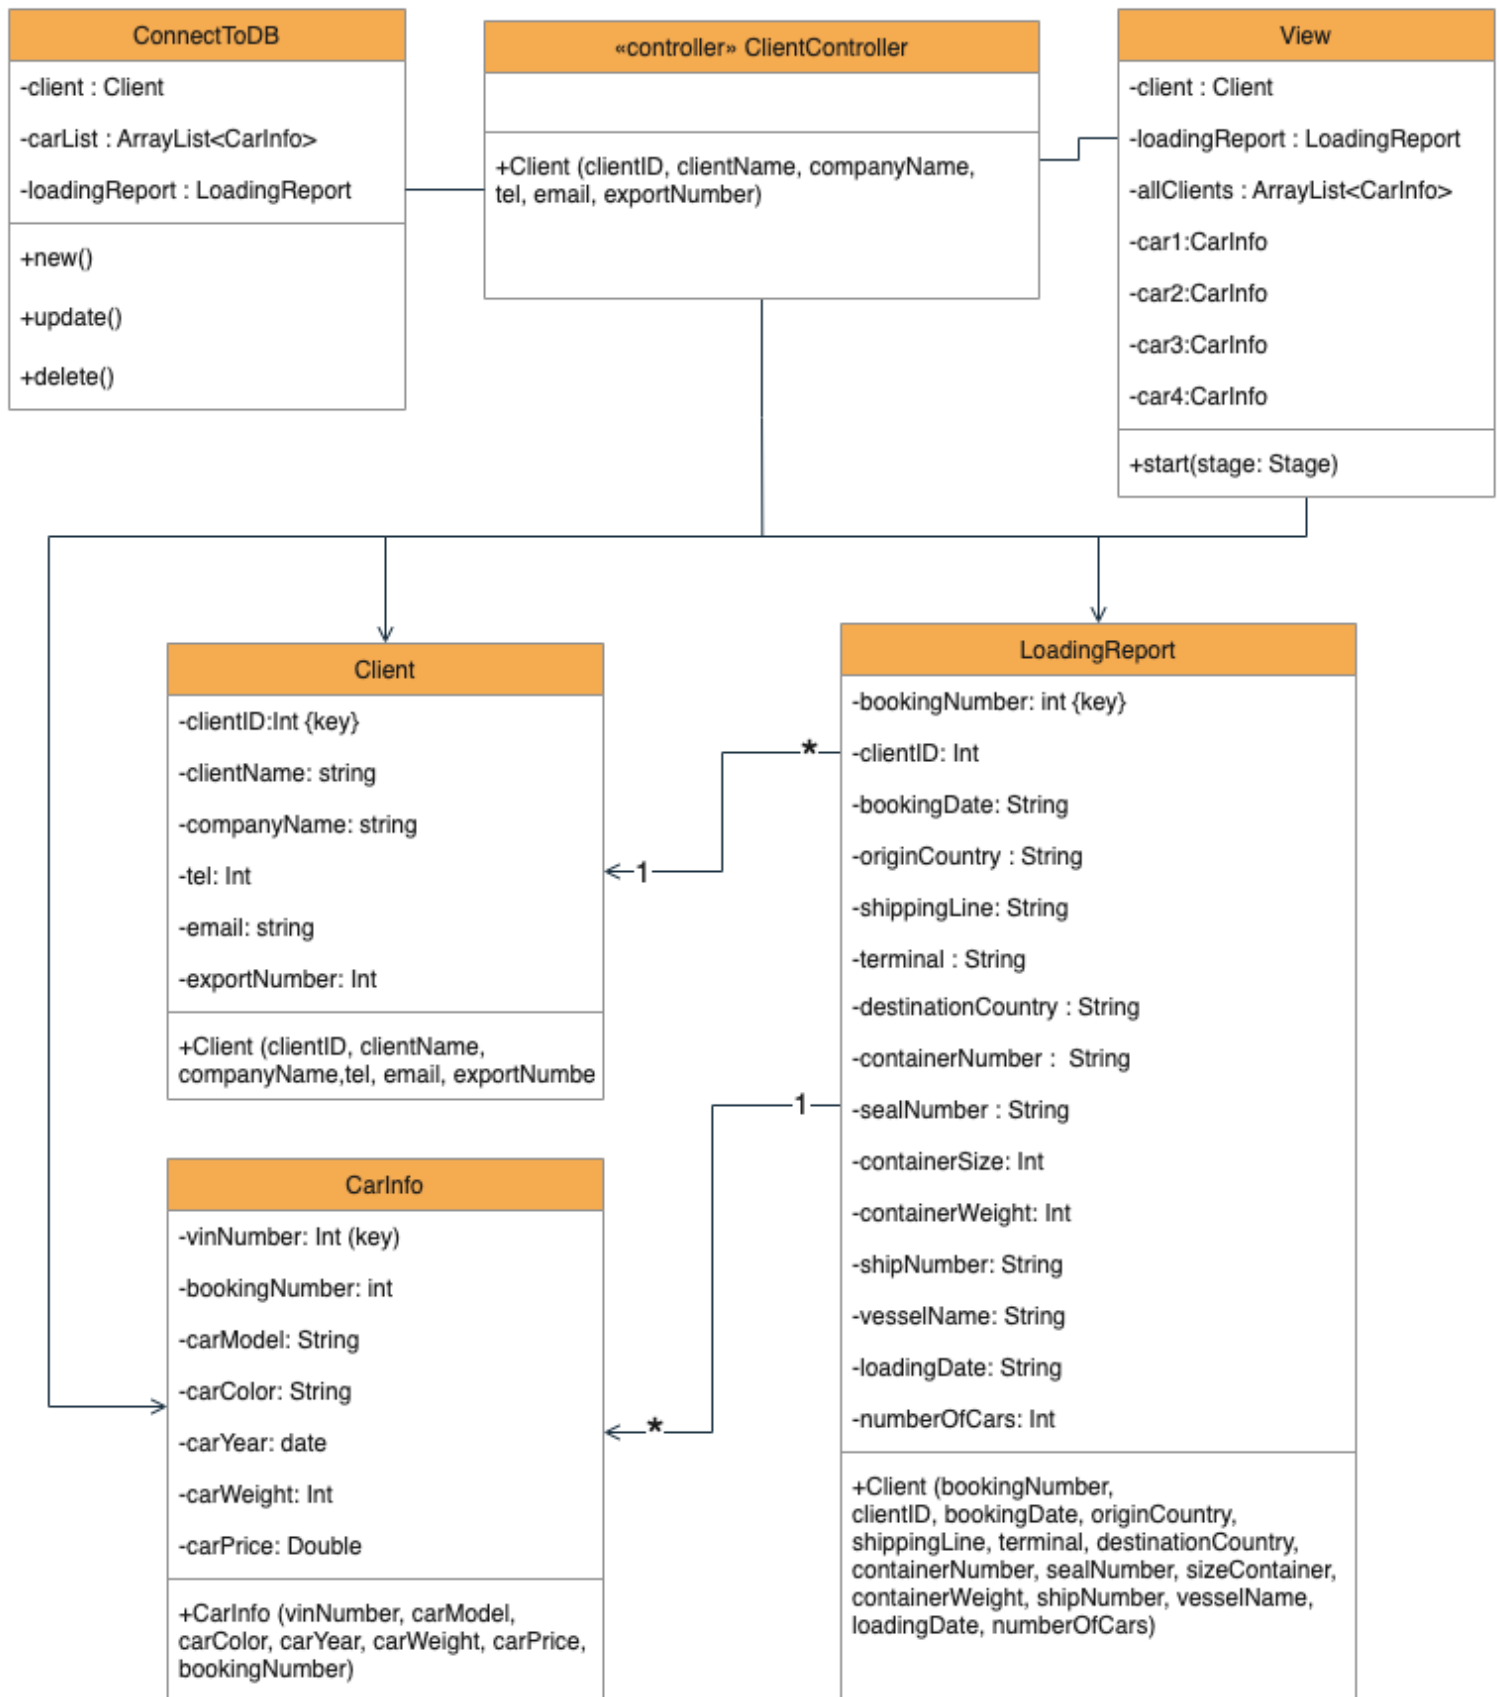 ConnectToDB
-client : Client
-carList : ArrayList<CarInfo>
-loadingReport : LoadingReport
+new()
+update()
+delete()
«controller» ClientController
+Client (clientID, clientName, companyName,
tel, email, exportNumber)
View
-client : Client
-loadingReport : LoadingReport
-allClients : ArrayList<CarInfo>
-car1:CarInfo
-car2:CarInfo
-car3:CarInfo
-car4:CarInfo
+start(stage: Stage)
Client
-clientID:Int {key}
-clientName: string
-companyName: string
-tel: Int
-email: string
-exportNumber: Int
+Client (clientID, clientName,
companyName,tel, email, exportNumbe
*
1
LoadingReport
-bookingNumber: int {key}
-clientID: Int
-bookingDate: String
-originCountry : String
-shippingLine: String
-terminal : String
-destinationCountry : String
-containerNumber :  String
-sealNumber : String
-containerSize: Int
-containerWeight: Int
-shipNumber: String
-vesselName: String
-loadingDate: String
-numberOfCars: Int
+Client (bookingNumber,
clientID, bookingDate, originCountry,
shippingLine, terminal, destinationCountry,
containerNumber, sealNumber, sizeContainer,
containerWeight, shipNumber, vesselName,
loadingDate, numberOfCars)
1
*
CarInfo
-vinNumber: Int (key)
-bookingNumber: int
-carModel: String
-carColor: String
-carYear: date
-carWeight: Int
-carPrice: Double
+CarInfo (vinNumber, carModel,
carColor, carYear, carWeight, carPrice,
bookingNumber)